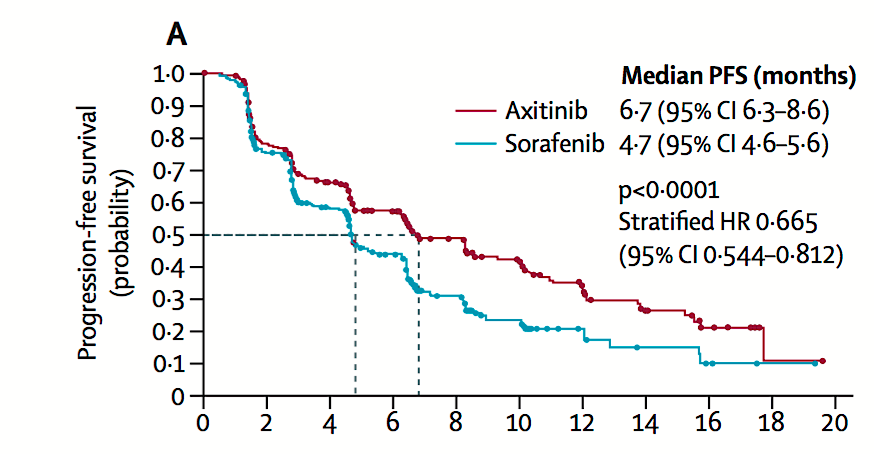 A
Median PFS (months)
Axitinib 6·7 (95% CI 6·3–8·6)
Sorafenib 4·7 (95% CI 4·6–5·6)
p<0·0001
Stratified HR 0·665
(95% CI 0·544–0·812)
Progression-free survival
(probability)
1·0
0·9
0·8
0·7
0·6
0·5
0·4
0·3
0·2
0·1
0
0 2 4 6 8 10 12 14 16 18 20